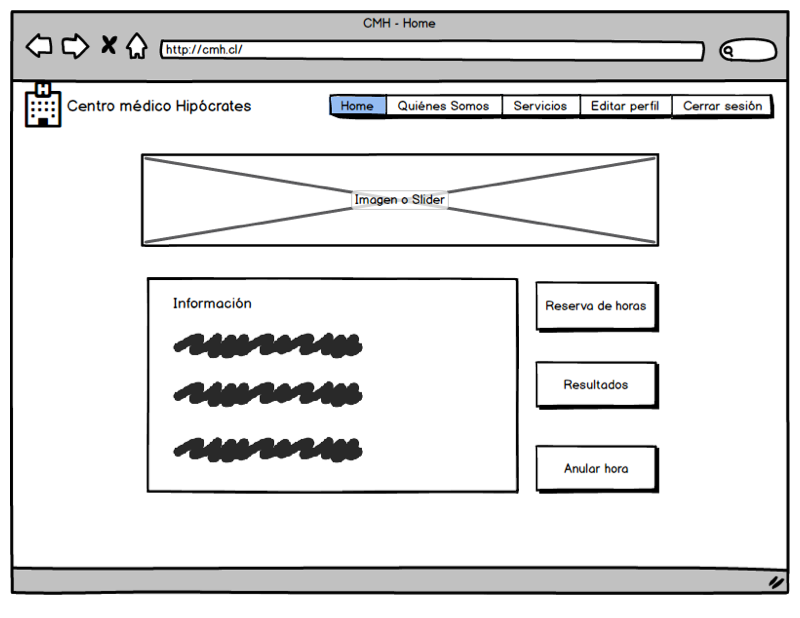 CMH - Home
http://cmh.cl/
H
Centro médico Hipócrates
Home Quiénes Somos Servicios Editar perfil Cerrar sesión
Imagen o Slider
Información
Reserva de horas
Resultados
Anular hora